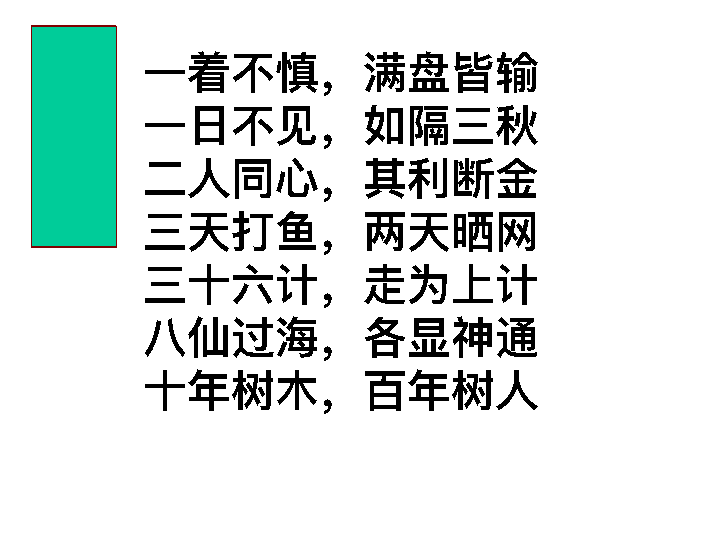 一着不慎，满盘皆输
一日不见，如隔三秋
二人同心，其利断金
三天打鱼，两天晒网
三十六计，走为上计
八仙过海，各显神通
十年树木，百年树人